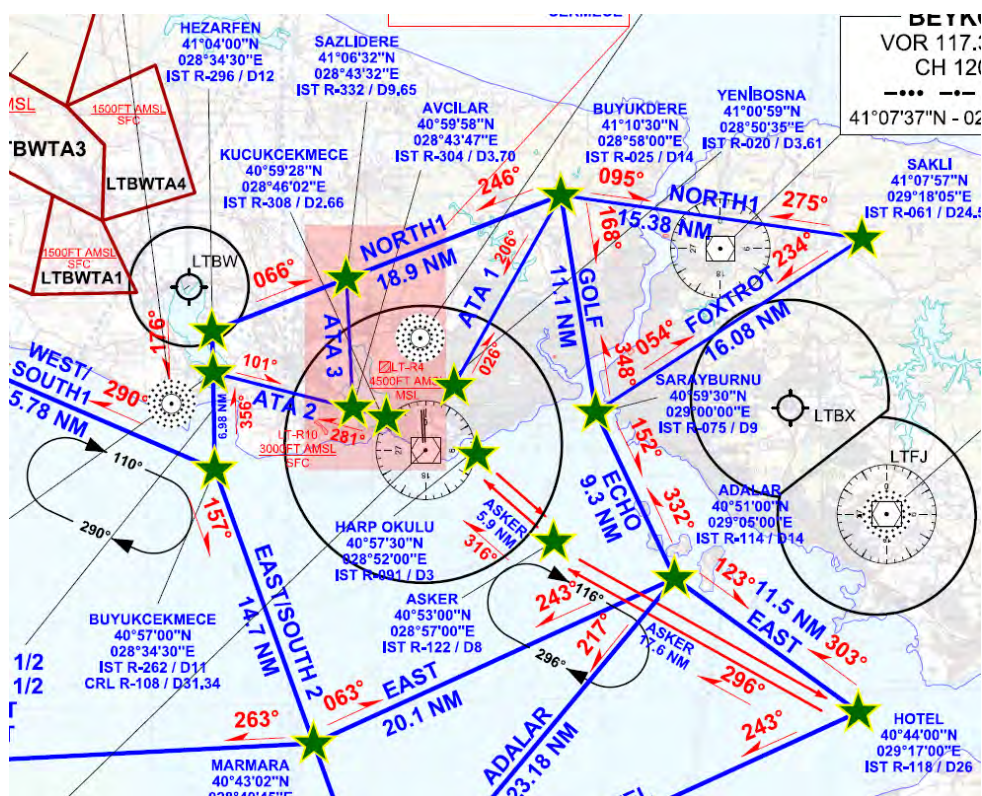 HEZARFEN
41°04'00"N
028°34'30"E
IST R-296 / D12
SAZLIDERE
41°06'32"N
028°43'32"E
IST R-332 / D9,65
AVCILAR
40°59'58"N
028°43'47"E
IST R-304 / D3.70
KUCUKCEKMECE
40°59'28"N
028°46'02"E
IST R-308 / D2.66
BUYUKDERE
41°10'30"N
028°58'00"E
IST R-025 / D14
YENİBOSNA
41°00'59"N
028°50'35"E
IST R-020 / D3,61
VOR 117.3
CH 120
41°07'37"N - 02
SAKLI
41°07'57"N
029°18'05"E
IST R-061 / D24.5
MSL
1500FT AMSL
SFC
TBWTA3
LTBWTA4
1500FT AMSL
SFC
LTBWTA1
LTBW
066°
NORTH1
18.9 NM
246°
095°
NORTH1
15.38 NM
275°
234°
168°
206°
ATA 1
026°
GOLF
11.1 NM
348°
054°
FOXTROT
16.08 NM
176°
WEST/
SOUTH1
5.78 NM
290°
101°
ATA 2
281°
ATA 3
6.98 NM
356°
LT-R4
4500FT AMSL
MSL
LT-R10
3000FT AMSL
SFC
SARAYBURNU
40°59'30"N
029°00'00"E
IST R-075 / D9
LTBX
LTFJ
152°
ECHO
9.3 NM
332°
ADALAR
40°51'00"N
029°05'00"E
IST R-114 / D14
110°
290°
157°
HARP OKULU
40°57'30"N
028°52'00"E
IST R-091 / D3
ASKER
5.9 NM
316°
ASKER
40°53'00"N
028°57'00"E
IST R-122 / D8
116°
296°
243°
217°
ASKER
17.6 NM
123°
11.5 NM
EAST
303°
296°
243°
BUYUKCEKMECE
40°57'00"N
028°34'30"E
IST R-262 / D11
CRL R-108 / D31,34
1/2
1/2
T
EAST/SOUTH 2
14.7 NM
263°
063°
EAST
20.1 NM
ADALAR
23.18 NM
HOTEL
40°44'00"N
029°17'00"E
IST R-118 / D26
MARMARA
40°43'02"N